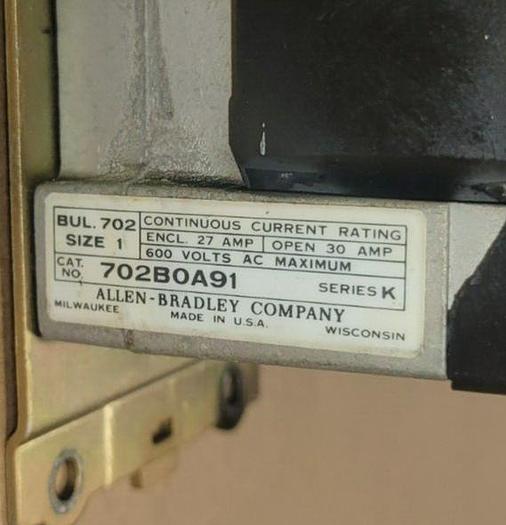 BUL. 702
SIZE 1
CONTINUOUS CURRENT RATING
ENCL. 27 AMP OPEN 30 AMP
600 VOLTS AC MAXIMUM
CAT. NO. 702B0A91 SERIES K
ALLEN-BRADLEY COMPANY
MILWAUKEE MADE IN U.S.A. WISCONSIN